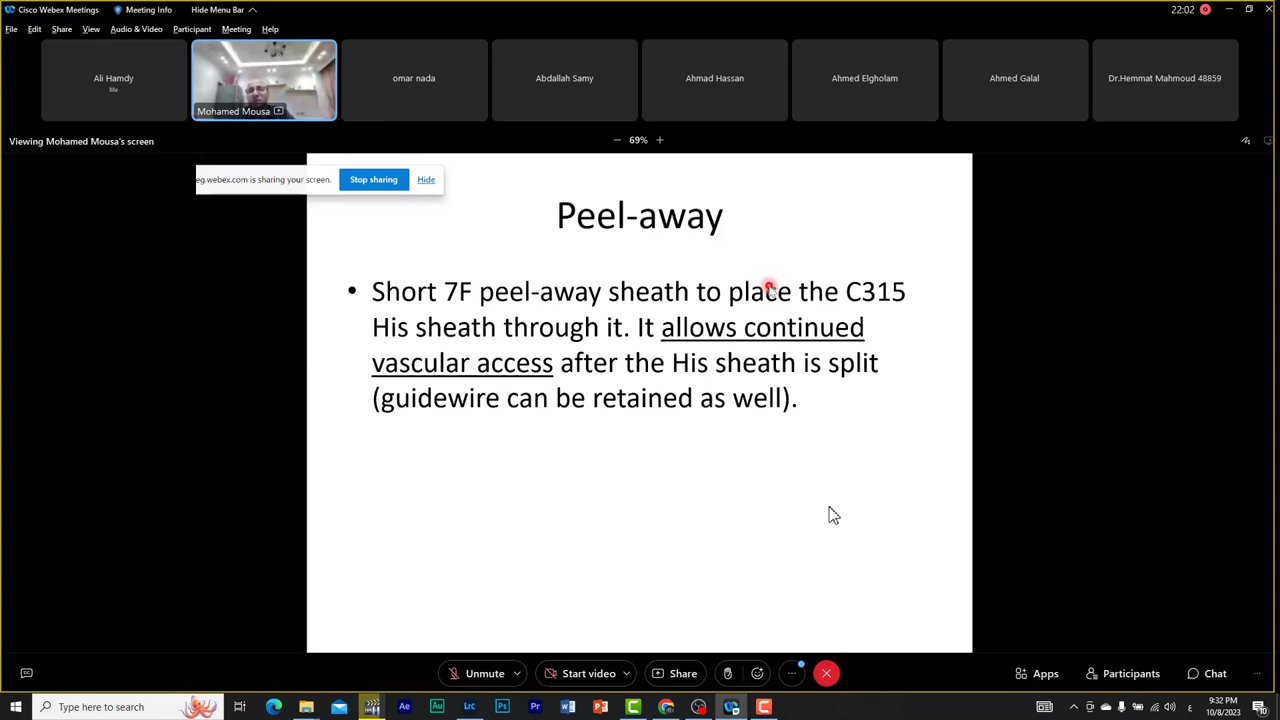 Cisco Webex Meetings
Meeting Info
Hide Menu Bar
22:02
File Edit Share View Audio & Video Participant Meeting Help
Ali Hamdy
Me
Mohamed Mousa
omar nada
Abdallah Samy
Ahmad Hassan
Ahmed Elgholam
Ahmed Galal
Dr.Hemmat Mahmoud 48859
Viewing Mohamed Mousa's screen
69%
eg.webex.com is sharing your screen.
Stop sharing
Hide
Peel-away
• Short 7F peel-away sheath to place the C315
His sheath through it. It allows continued
vascular access after the His sheath is split
(guidewire can be retained as well).
Unmute
Start video
Share
Apps
Participants
Chat
Type here to search
Ae
Au
Lrc
Ps
Pr
9:32 PM
10/8/2023